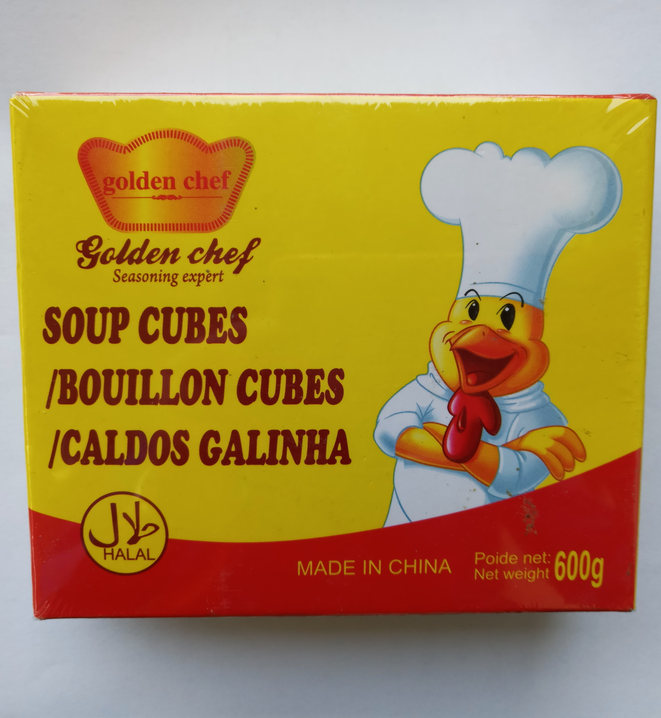 golden chef
Golden chef
Seasoning expert
SOUP CUBES
/BOUILLON CUBES
/CALDOS GALINHA
حلال
HALAL
MADE IN CHINA
Poide net:
Net weight 600g